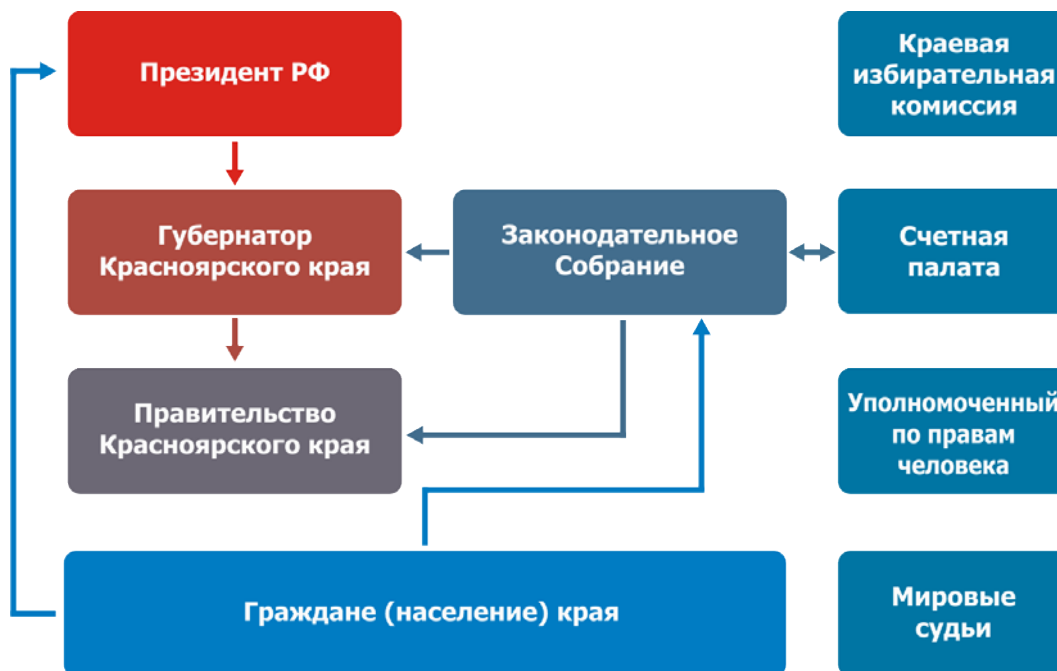 Президент РФ
Краевая
избирательная
комиссия
Губернатор
Красноярского края
Законодательное
Собрание
Счетная
палата
Правительство
Красноярского края
Уполномоченный
по правам
человека
Граждане (население) края
Мировые
судьи